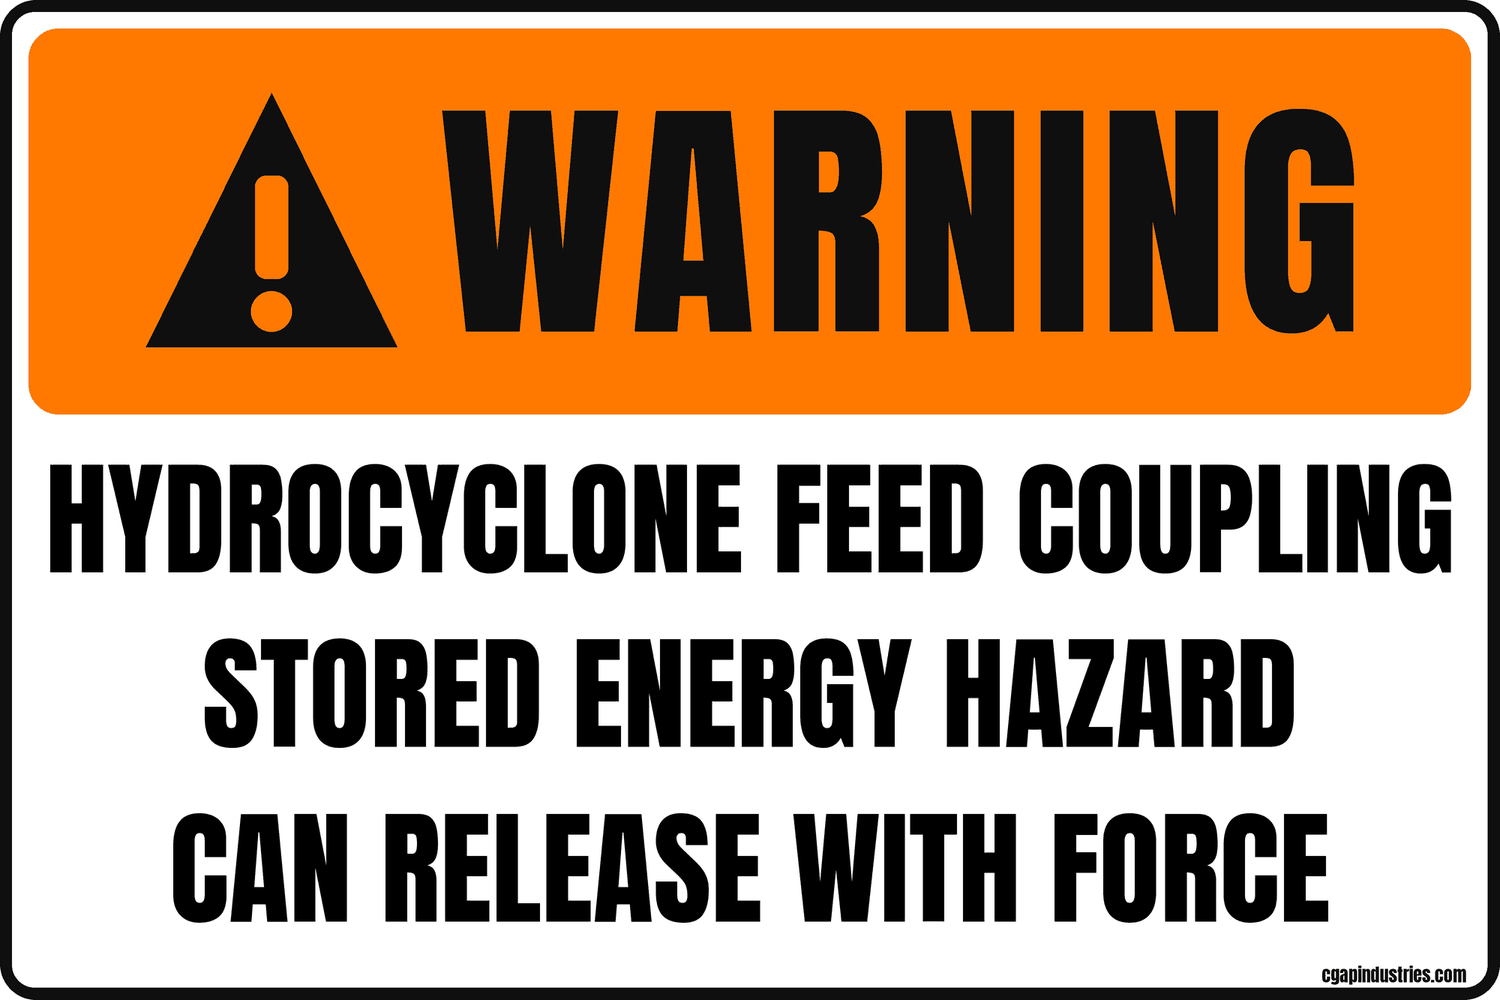 WARNING
HYDROCYCLONE FEED COUPLING
STORED ENERGY HAZARD
CAN RELEASE WITH FORCE
cgapindustries.com